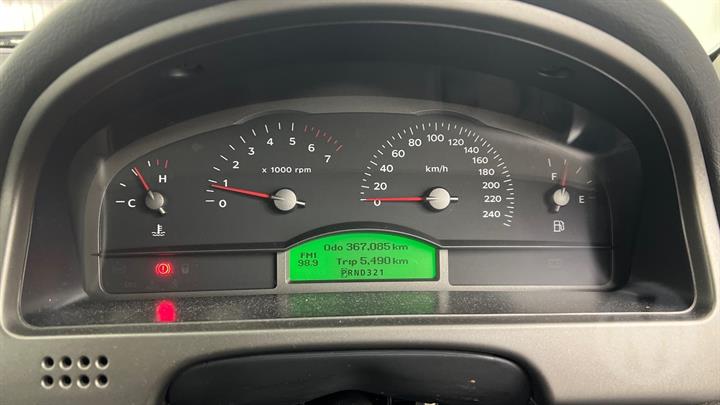 1 2 3 4 5 6 7
0
x 1000 rpm
20 40 60 80 100 120 140 160 180 200 220 240
0
km/h
H
C
F
E
Odo 367,085 km
FM1
98.9
Trip 5,490 km
PRND321